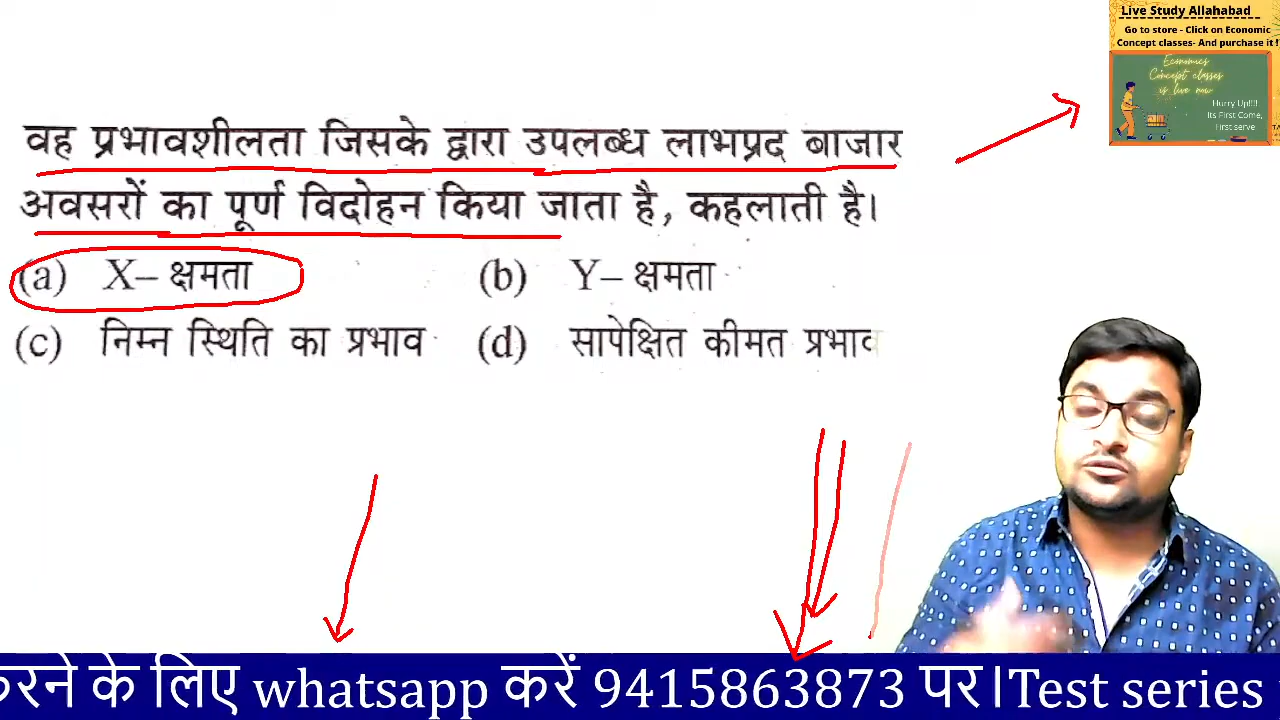 Live Study Allahabad
Go to store - Click on Economic
Concept classes- And purchase it !
Economics
Concept classes
is live now
Hurry Up!!!!
Its First Come,
First serve
वह प्रभावशीलता जिसके द्वारा उपलब्ध लाभप्रद बाजार
अवसरों का पूर्ण विदोहन किया जाता है, कहलाती है।
(a) X– क्षमता (b) Y– क्षमता
(c) निम्न स्थिति का प्रभाव (d) सापेक्षित कीमत प्रभाव
करने के लिए whatsapp करें 9415863873 पर।Test series